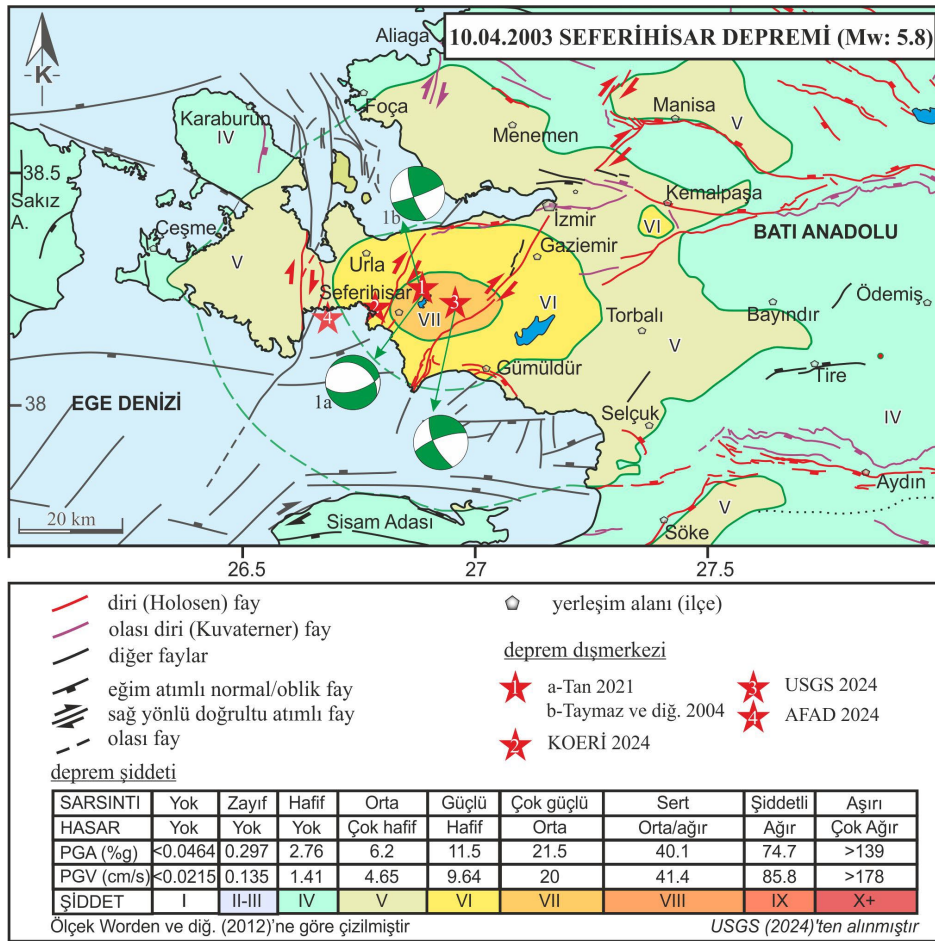 10.04.2003 SEFERİHİSAR DEPREMİ (Mw: 5.8)
K
Aliaga
Karaburun
IV
Foça
Menemen
Manisa
V
38.5
Sakız
A.
Çeşme
1b
İzmir
Kemalpaşa
VI
BATI ANADOLU
V
Urla
Gaziemir
Seferihisar
1
2
3
4
VII
VI
Torbalı
Bayındır
Ödemiş
V
Gümüldür
Tire
1a
38
EGE DENİZİ
Selçuk
IV
Aydın
20 km
Sisam Adası
V
Söke
26.5
27
27.5
diri (Holosen) fay
olası diri (Kuvaterner) fay
diğer faylar
eğim atımlı normal/oblik fay
sağ yönlü doğrultu atımlı fay
olası fay
yerleşim alanı (ilçe)
deprem dışmerkezi
1 a-Tan 2021
b-Taymaz ve diğ. 2004
2 KOERİ 2024
3 USGS 2024
4 AFAD 2024
deprem şiddeti
SARSINTI Yok Zayıf Hafif Orta Güçlü Çok güçlü Sert Şiddetli Aşırı
HASAR Yok Yok Yok Çok hafif Hafif Orta Orta/ağır Ağır Çok Ağır
PGA (%g) <0.0464 0.297 2.76 6.2 11.5 21.5 40.1 74.7 >139
PGV (cm/s) <0.0215 0.135 1.41 4.65 9.64 20 41.4 85.8 >178
ŞİDDET I II-III IV V VI VII VIII IX X+
Ölçek Worden ve diğ. (2012)'ne göre çizilmiştir
USGS (2024)'ten alınmıştır